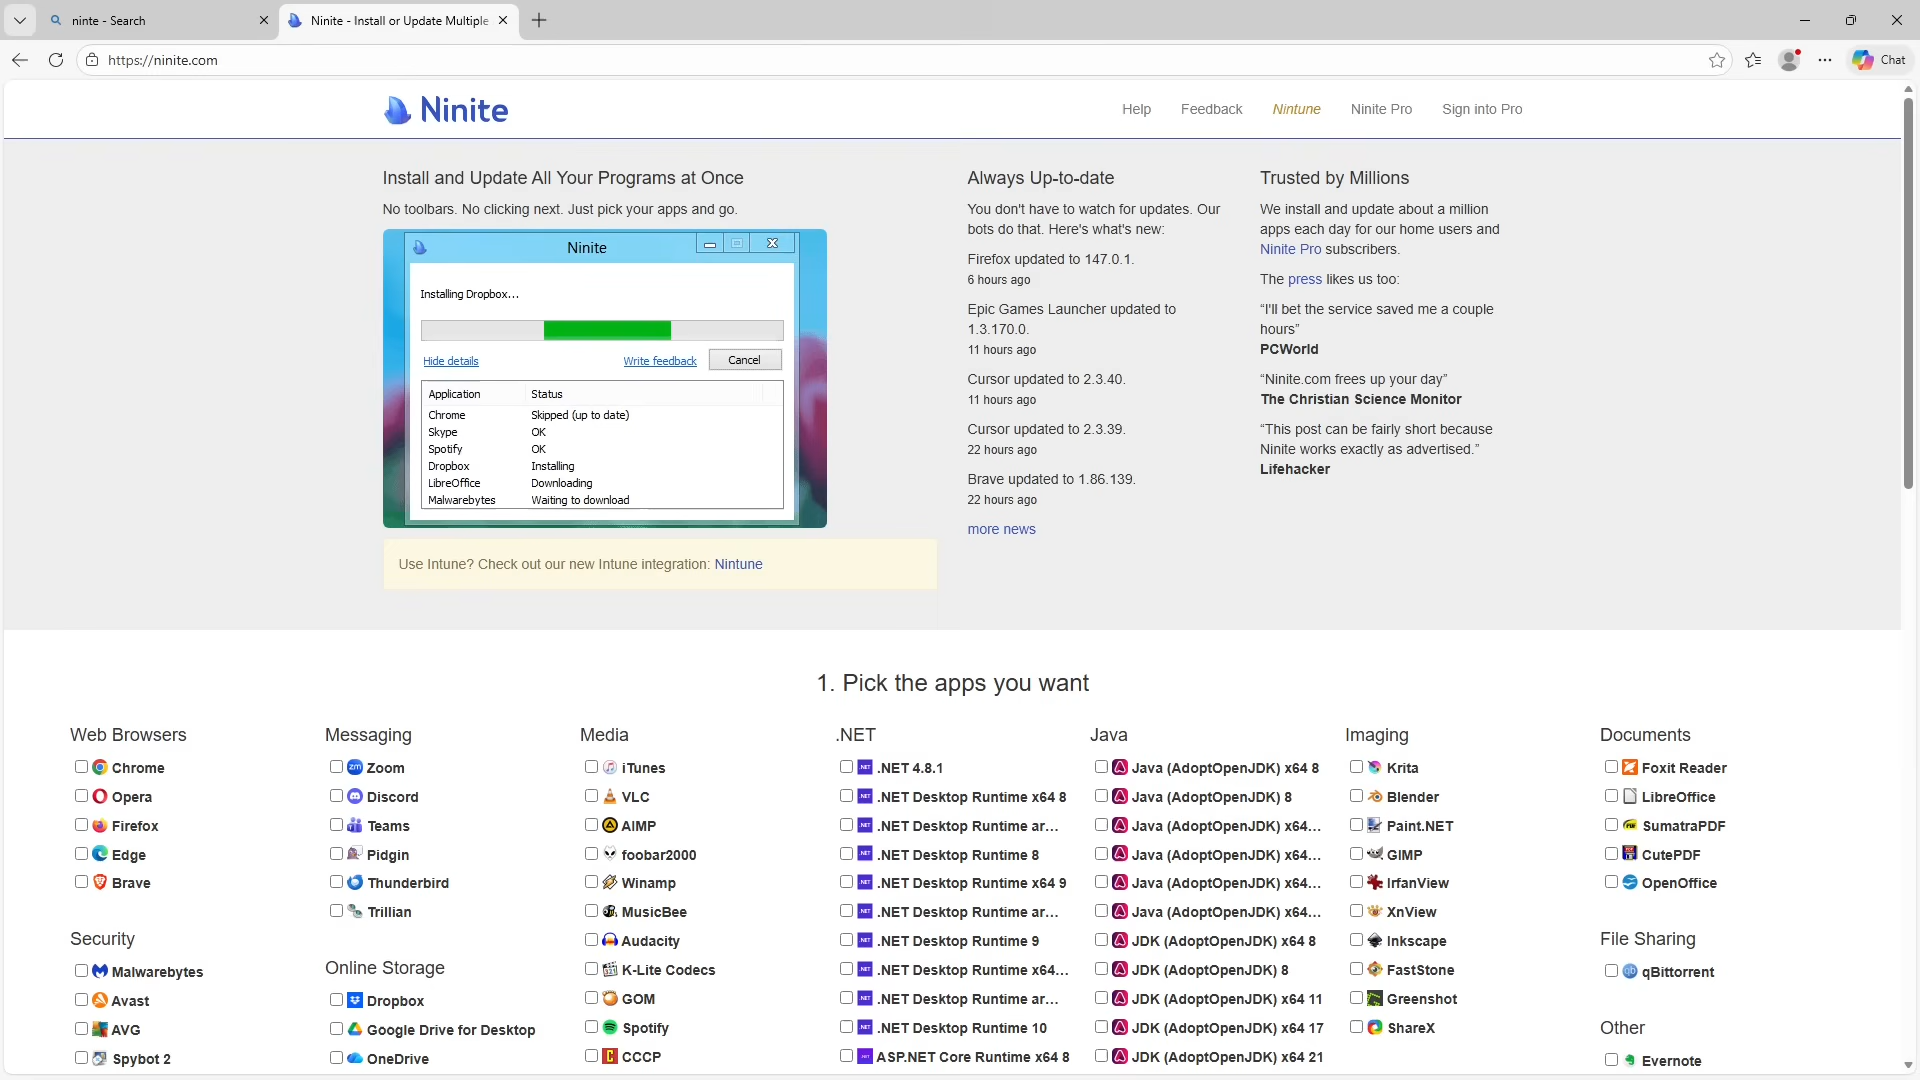 ninte - Search
Ninite - Install or Update Multiple
https://ninite.com
Chat
Ninite
Help
Feedback
Nintune
Ninite Pro
Sign into Pro
Install and Update All Your Programs at Once
No toolbars. No clicking next. Just pick your apps and go.
Ninite
Installing Dropbox...
Hide details
Write feedback
Cancel
Application Status
Chrome Skipped (up to date)
Skype OK
Spotify OK
Dropbox Installing
LibreOffice Downloading
Malwarebytes Waiting to download
Use Intune? Check out our new Intune integration: Nintune
Always Up-to-date
You don't have to watch for updates. Our
bots do that. Here's what's new:
Firefox updated to 147.0.1.
6 hours ago
Epic Games Launcher updated to
1.3.170.0.
11 hours ago
Cursor updated to 2.3.40.
11 hours ago
Cursor updated to 2.3.39.
22 hours ago
Brave updated to 1.86.139.
22 hours ago
more news
Trusted by Millions
We install and update about a million
apps each day for our home users and
Ninite Pro subscribers.
The press likes us too:
“I'll bet the service saved me a couple
hours”
PCWorld
“Ninite.com frees up your day”
The Christian Science Monitor
“This post can be fairly short because
Ninite works exactly as advertised.”
Lifehacker
1. Pick the apps you want
Web Browsers
Chrome
Opera
Firefox
Edge
Brave
Security
Malwarebytes
Avast
AVG
Spybot 2
Messaging
Zoom
Discord
Teams
Pidgin
Thunderbird
Trillian
Online Storage
Dropbox
Google Drive for Desktop
OneDrive
Media
iTunes
VLC
AIMP
foobar2000
Winamp
MusicBee
Audacity
K-Lite Codecs
GOM
Spotify
CCCP
.NET
.NET 4.8.1
.NET Desktop Runtime x64 8
.NET Desktop Runtime ar...
.NET Desktop Runtime 8
.NET Desktop Runtime x64 9
.NET Desktop Runtime ar...
.NET Desktop Runtime 9
.NET Desktop Runtime x64...
.NET Desktop Runtime ar...
.NET Desktop Runtime 10
ASP.NET Core Runtime x64 8
Java
Java (AdoptOpenJDK) x64 8
Java (AdoptOpenJDK) 8
Java (AdoptOpenJDK) x64...
Java (AdoptOpenJDK) x64...
Java (AdoptOpenJDK) x64...
Java (AdoptOpenJDK) x64...
JDK (AdoptOpenJDK) x64 8
JDK (AdoptOpenJDK) 8
JDK (AdoptOpenJDK) x64 11
JDK (AdoptOpenJDK) x64 17
JDK (AdoptOpenJDK) x64 21
Imaging
Krita
Blender
Paint.NET
GIMP
IrfanView
XnView
Inkscape
FastStone
Greenshot
ShareX
Documents
Foxit Reader
LibreOffice
SumatraPDF
CutePDF
OpenOffice
File Sharing
qBittorrent
Other
Evernote